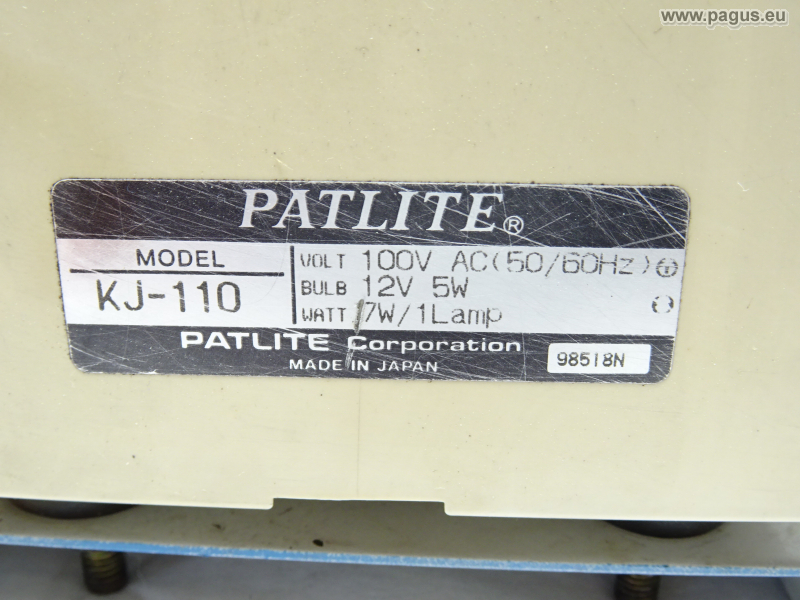 www.pagus.eu
PATLITE®
MODEL
KJ-110
VOLT 100V AC(50/60Hz)
BULB 12V 5W
WATT 7W/1Lamp
PATLITE Corporation
MADE IN JAPAN
98518N